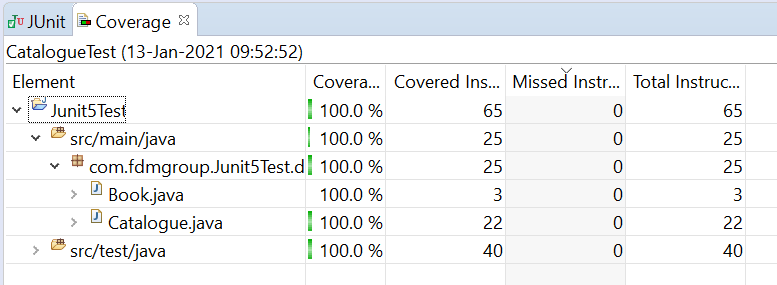 JUnit Coverage
CatalogueTest (13-Jan-2021 09:52:52)
Element Covera... Covered Ins... Missed Instr... Total Instruc...
Junit5Test 100.0 % 65 0 65
src/main/java 100.0 % 25 0 25
com.fdmgroup.Junit5Test.d 100.0 % 25 0 25
Book.java 100.0 % 3 0 3
Catalogue.java 100.0 % 22 0 22
src/test/java 100.0 % 40 0 40